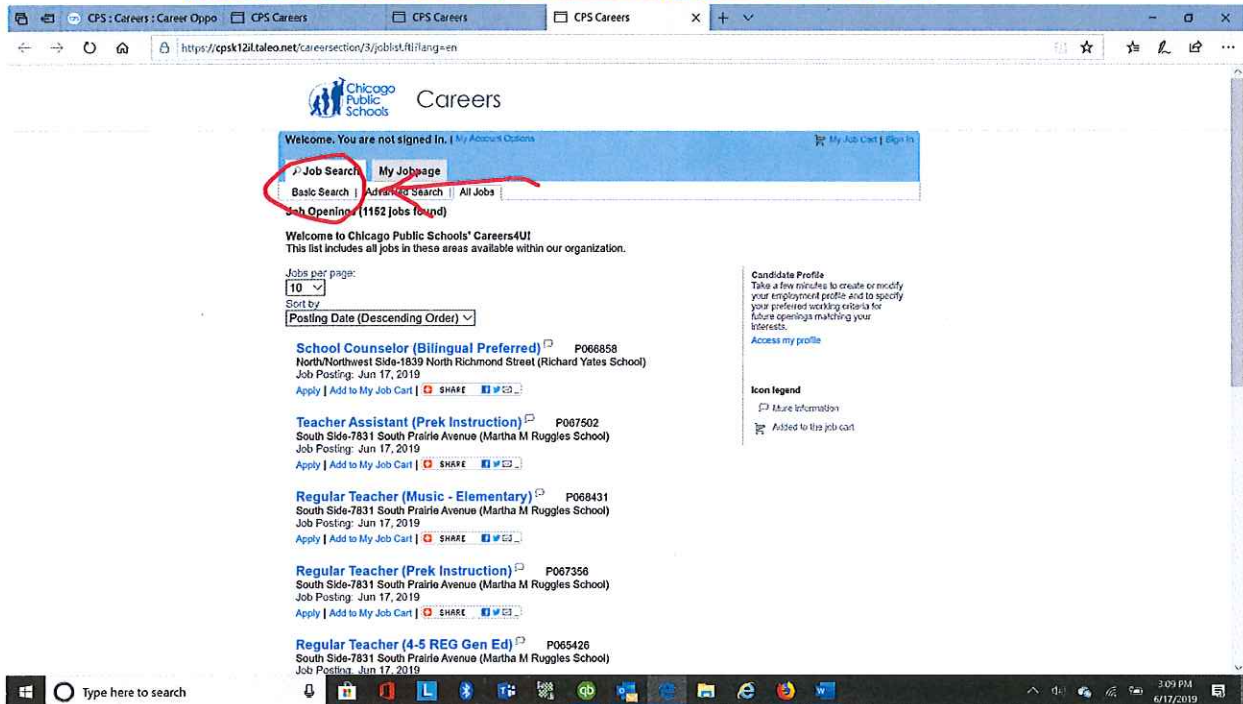 CPS : Careers : Career Oppo
CPS Careers
CPS Careers
CPS Careers
https://cpsk12il.taleo.net/careersection/3/joblist.ftl?lang=en
Chicago
Public
Schools
Careers
Welcome. You are not signed in. | My Account Options
My Job Cart | Sign In
Job Search
My Jobpage
Basic Search | Advanced Search | All Jobs
Job Openings (1152 jobs found)
Welcome to Chicago Public Schools' Careers4U!
This list includes all jobs in these areas available within our organization.
Jobs per page:
10
Sort by
Posting Date (Descending Order)
School Counselor (Bilingual Preferred) P066858
North/Northwest Side-1839 North Richmond Street (Richard Yates School)
Job Posting: Jun 17, 2019
Apply | Add to My Job Cart | SHARE
Teacher Assistant (Prek Instruction) P067502
South Side-7831 South Prairie Avenue (Martha M Ruggles School)
Job Posting: Jun 17, 2019
Apply | Add to My Job Cart | SHARE
Regular Teacher (Music - Elementary) P068431
South Side-7831 South Prairie Avenue (Martha M Ruggles School)
Job Posting: Jun 17, 2019
Apply | Add to My Job Cart | SHARE
Regular Teacher (Prek Instruction) P067356
South Side-7831 South Prairie Avenue (Martha M Ruggles School)
Job Posting: Jun 17, 2019
Apply | Add to My Job Cart | SHARE
Regular Teacher (4-5 REG Gen Ed) P065426
South Side-7831 South Prairie Avenue (Martha M Ruggles School)
Job Posting: Jun 17, 2019
Candidate Profile
Take a few minutes to create or modify
your employment profile and to specify
your preferred working criteria for
future openings matching your
interests.
Access my profile
Icon legend
More Information
Added to the job cart
Type here to search
3:09 PM
6/17/2019